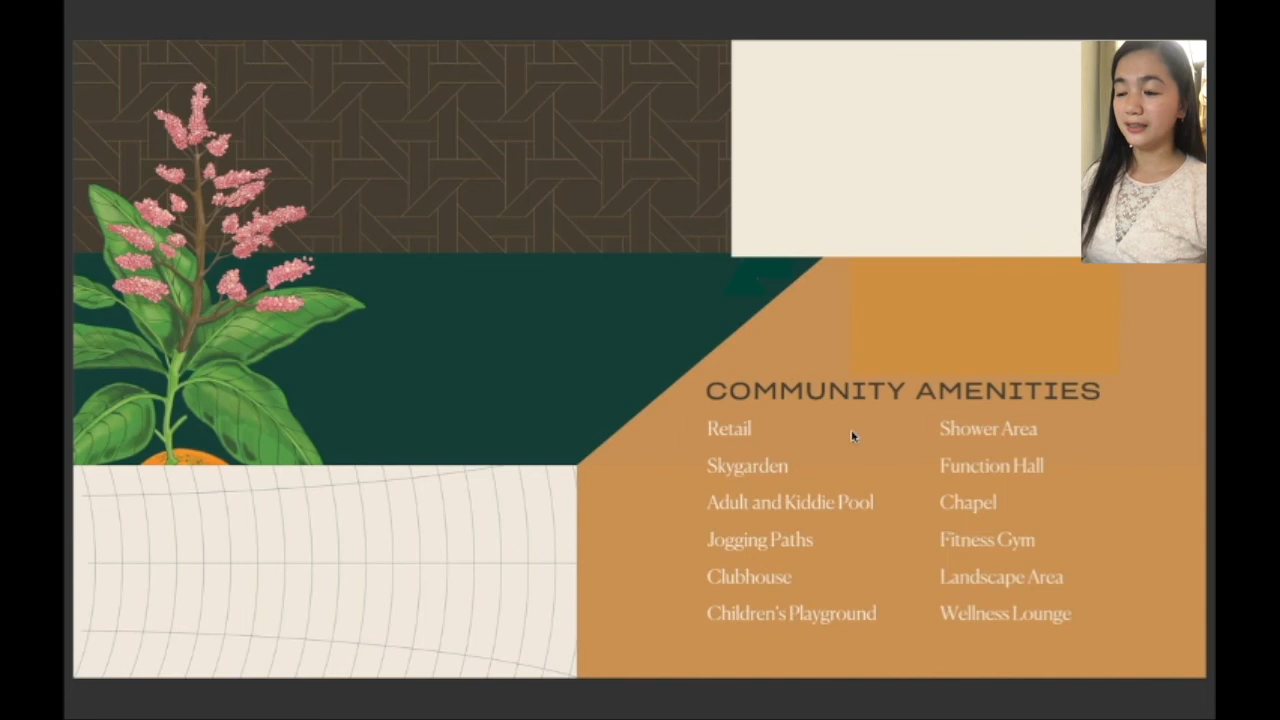 COMMUNITY AMENITIES
Retail
Skygarden
Adult and Kiddie Pool
Jogging Paths
Clubhouse
Children's Playground
Shower Area
Function Hall
Chapel
Fitness Gym
Landscape Area
Wellness Lounge